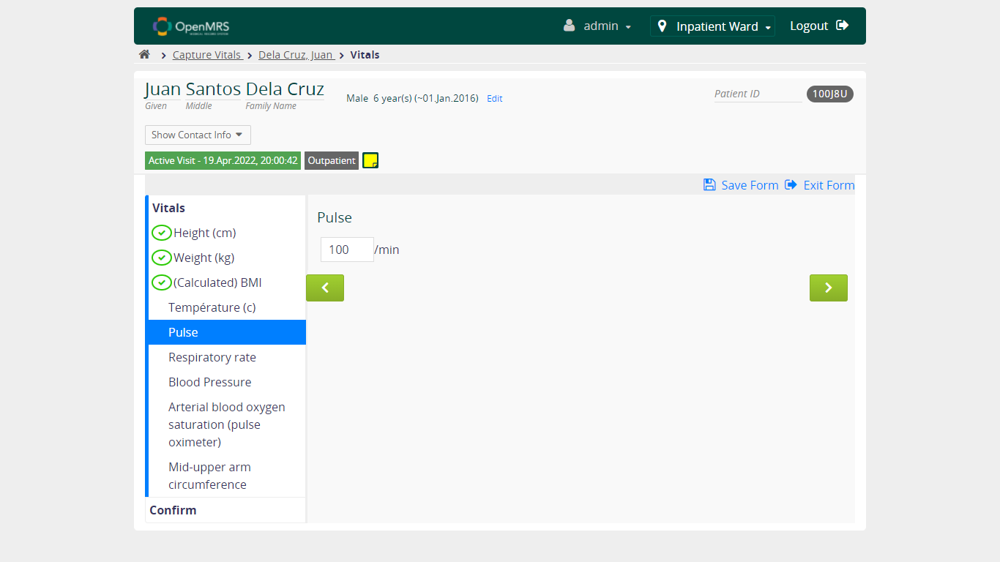 OpenMRS
admin
Inpatient Ward
Logout
Capture Vitals
Dela Cruz, Juan
Vitals
Juan Santos Dela Cruz
Given Middle Family Name
Male 6 year(s) (~01.Jan.2016) Edit
Patient ID 100J8U
Show Contact Info
Active Visit - 19.Apr.2022, 20:00:42 Outpatient
Save Form Exit Form
Vitals
Height (cm)
Weight (kg)
(Calculated) BMI
Température (c)
Pulse
Respiratory rate
Blood Pressure
Arterial blood oxygen
saturation (pulse
oximeter)
Mid-upper arm
circumference
Confirm
Pulse
100 /min